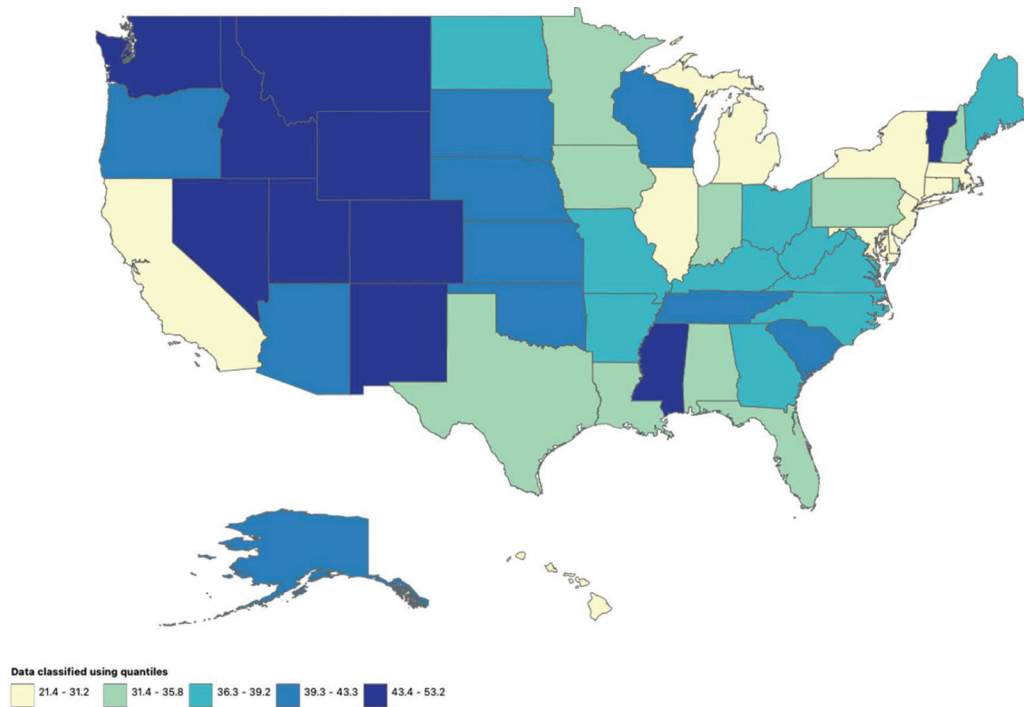 Data classified using quantiles
21.4 - 31.2 31.4 - 35.8 36.3 - 39.2 39.3 - 43.3 43.4 - 53.2